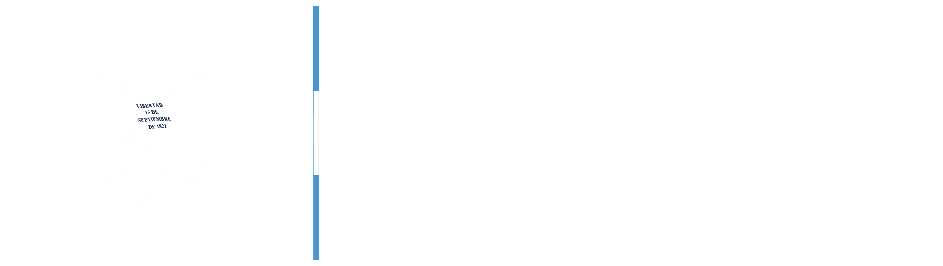 LIBERTAD
15 DE
SEPTIEMBRE
DE 1821